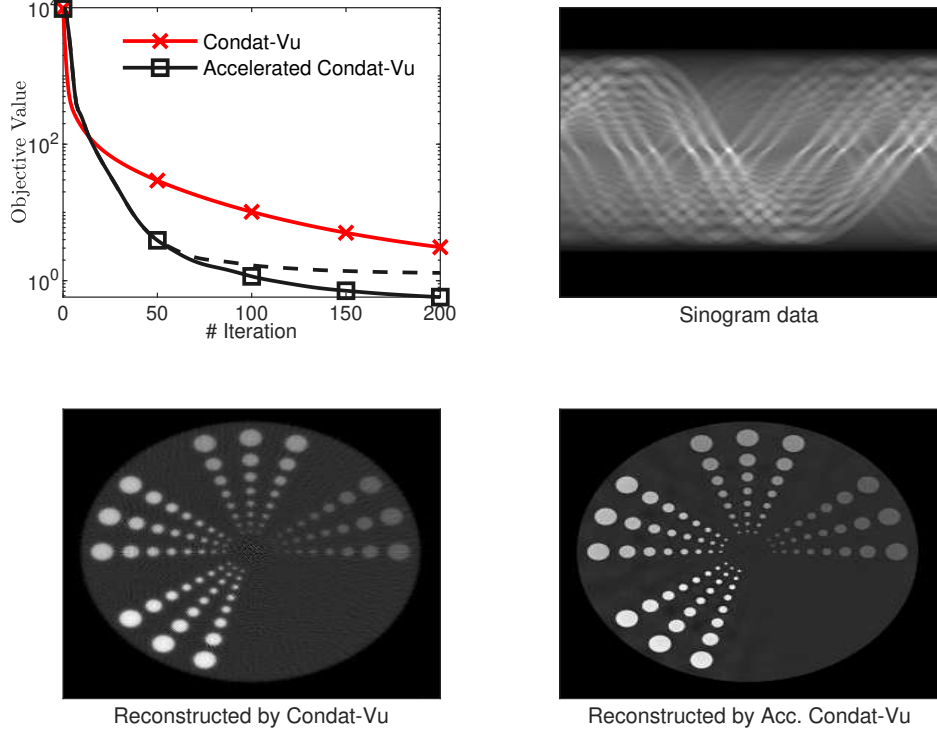 10⁴
Condat-Vu
Accelerated Condat-Vu
10²
10⁰
Objective Value
0 50 100 150 200
# Iteration
Sinogram data
Reconstructed by Condat-Vu
Reconstructed by Acc. Condat-Vu